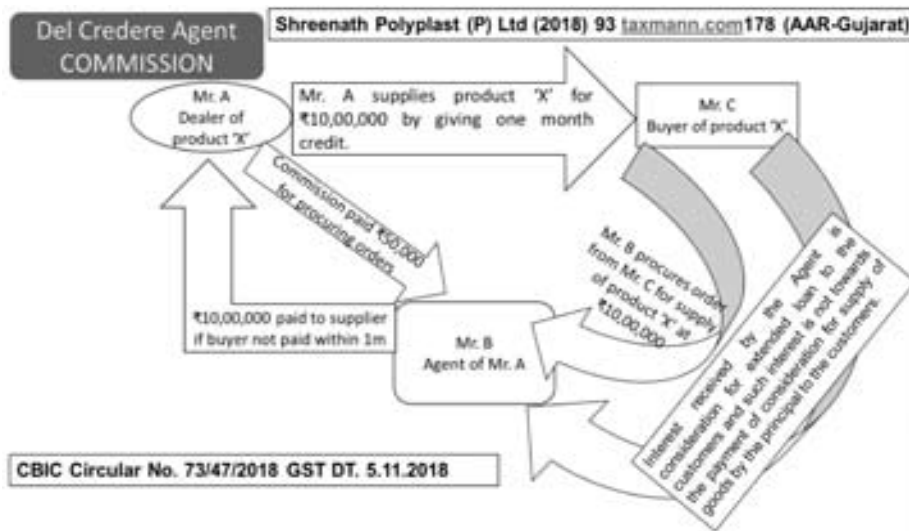 Del Credere Agent
COMMISSION
Shreenath Polyplast (P) Ltd (2018) 93 taxmann.com 178 (AAR-Gujarat)
Mr. A
Dealer of
product 'X'
Mr. A supplies product 'X' for
₹10,00,000 by giving one month
credit.
Mr. C
Buyer of product 'X'
Commission paid ₹50,000
for procuring orders
Mr. B procures order
from Mr. C for supply
of product 'X' at
₹10,00,000
₹10,00,000 paid to supplier
if buyer not paid within 1m
Mr. B
Agent of Mr. A
Interest received by the Agent is
consideration for extended loan to the
customers and such interest is not towards
the payment of consideration for supply of
goods by the principal to the customers.
CBIC Circular No. 73/47/2018 GST DT. 5.11.2018